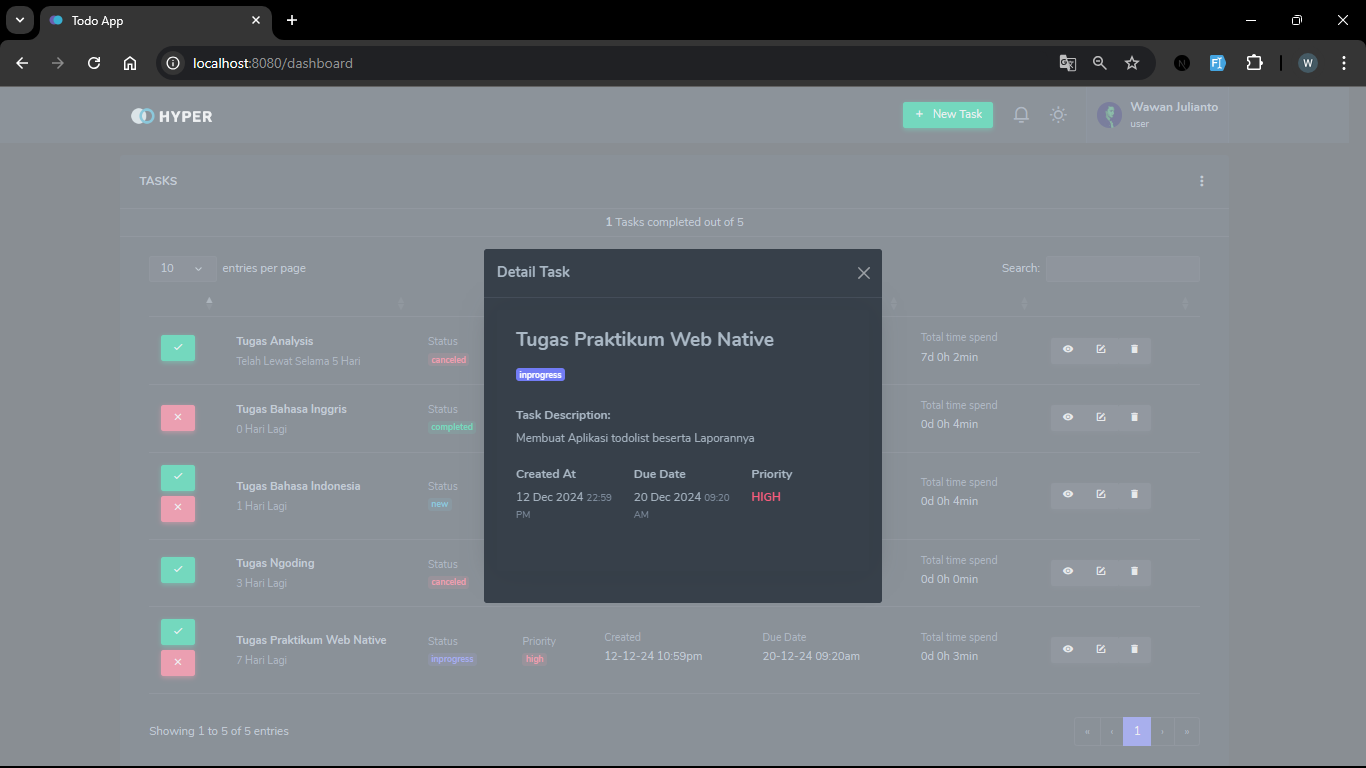 Todo App
localhost:8080/dashboard
W
HYPER
+ New Task
Wawan Julianto
user
TASKS
1 Tasks completed out of 5
10 entries per page
Search:
Detail Task
Tugas Praktikum Web Native
inprogress
Task Description:
Membuat Aplikasi todolist beserta Laporannya
Created At Due Date Priority
12 Dec 2024 22:59 PM
20 Dec 2024 09:20 AM
HIGH
Tugas Analysis
Telah Lewat Selama 5 Hari
Status
canceled
Total time spend
7d 0h 2min
Tugas Bahasa Inggris
0 Hari Lagi
Status
completed
Total time spend
0d 0h 4min
Tugas Bahasa Indonesia
1 Hari Lagi
Status
new
Total time spend
0d 0h 4min
Tugas Ngoding
3 Hari Lagi
Status
canceled
Total time spend
0d 0h 0min
Tugas Praktikum Web Native
7 Hari Lagi
Status
inprogress
Priority
high
Created
12-12-24 10:59pm
Due Date
20-12-24 09:20am
Total time spend
0d 0h 3min
Showing 1 to 5 of 5 entries
« ‹ 1 › »